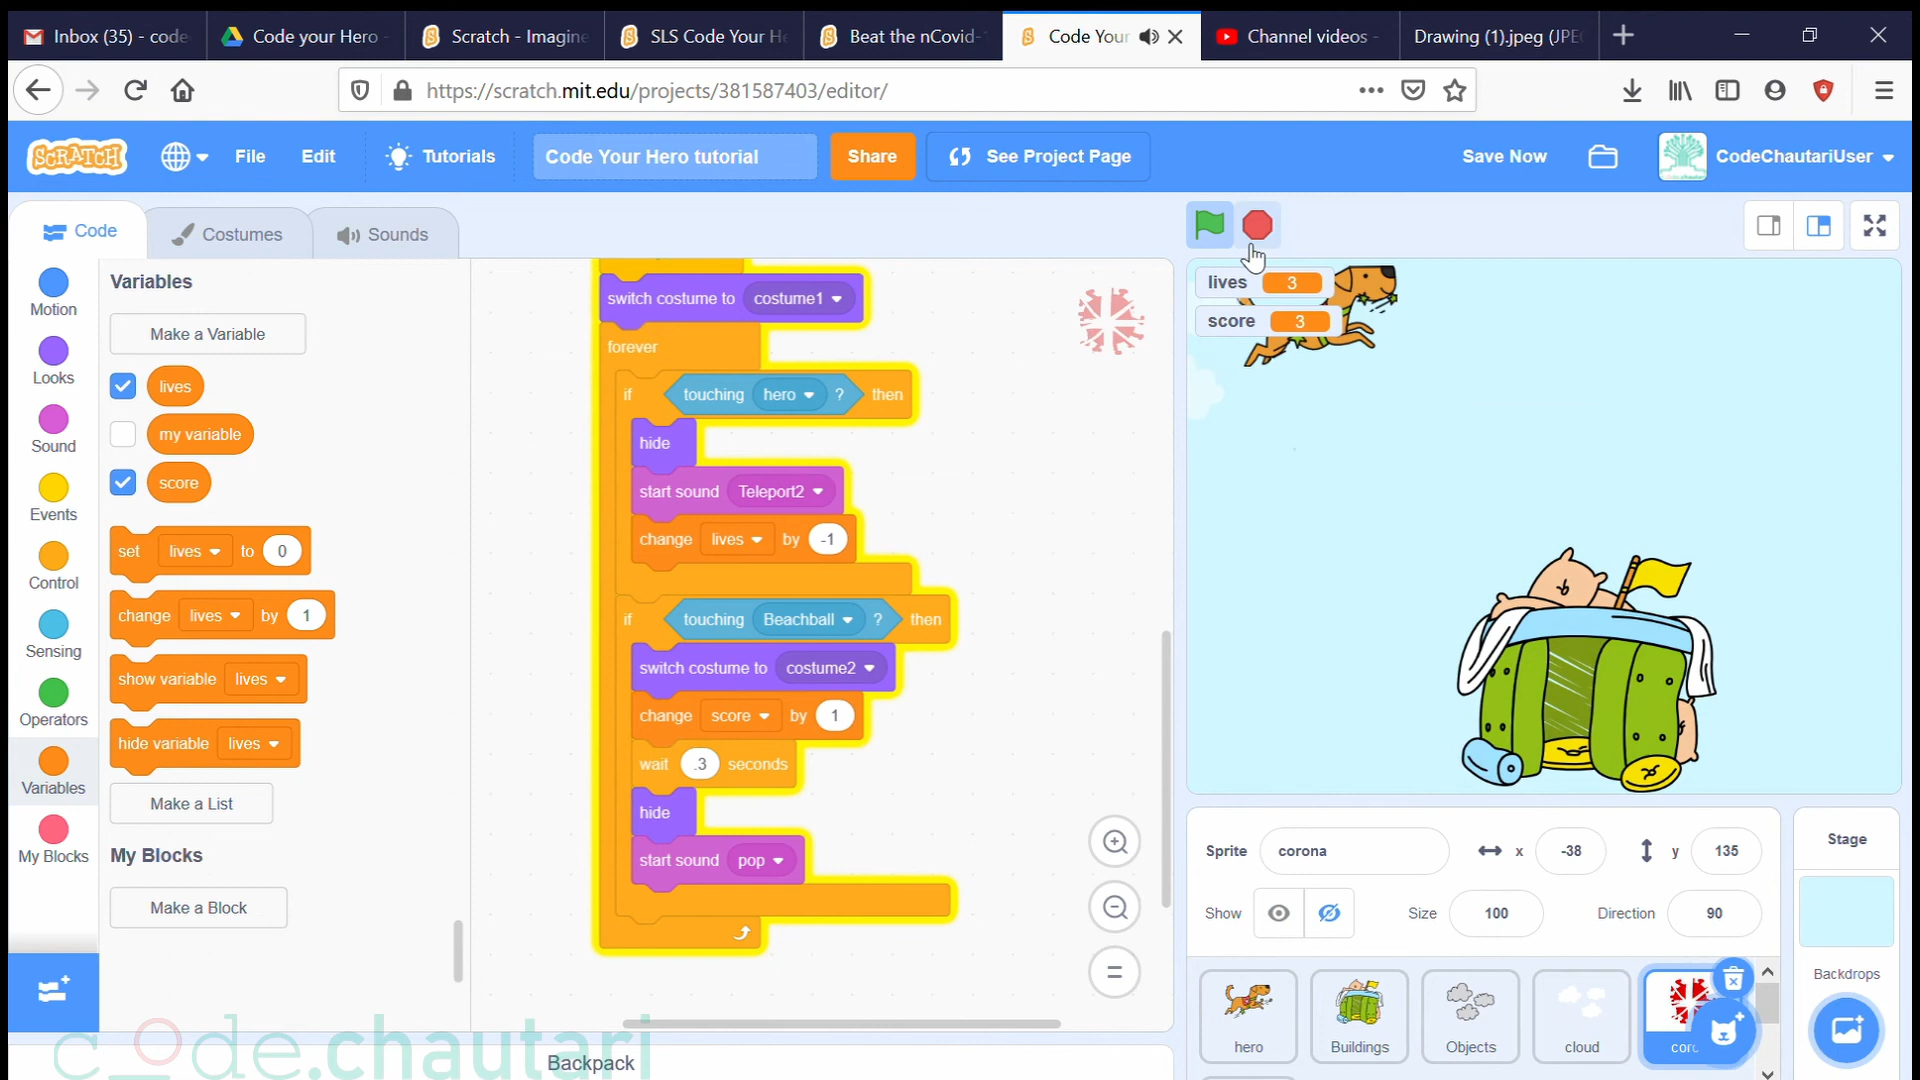 Inbox (35) - code
Code your Hero -
Scratch - Imagine
SLS Code Your He
Beat the nCovid-
Code Your
Channel videos -
Drawing (1).jpeg (JPE
https://scratch.mit.edu/projects/381587403/editor/
SCRATCH
File
Edit
Tutorials
Code Your Hero tutorial
Share
See Project Page
Save Now
CodeChautariUser
Code
Costumes
Sounds
Motion
Looks
Sound
Events
Control
Sensing
Operators
Variables
My Blocks
Variables
Make a Variable
lives
my variable
score
set lives to 0
change lives by 1
show variable lives
hide variable lives
Make a List
My Blocks
Make a Block
switch costume to costume1
forever
if touching hero ? then
hide
start sound Teleport2
change lives by -1
if touching Beachball ? then
switch costume to costume2
change score by 1
wait .3 seconds
hide
start sound pop
lives 3
score 3
Sprite corona x -38 y 135
Show Size 100 Direction 90
hero
Buildings
Objects
cloud
corc
Stage
Backdrops
Backpack
code.chautari